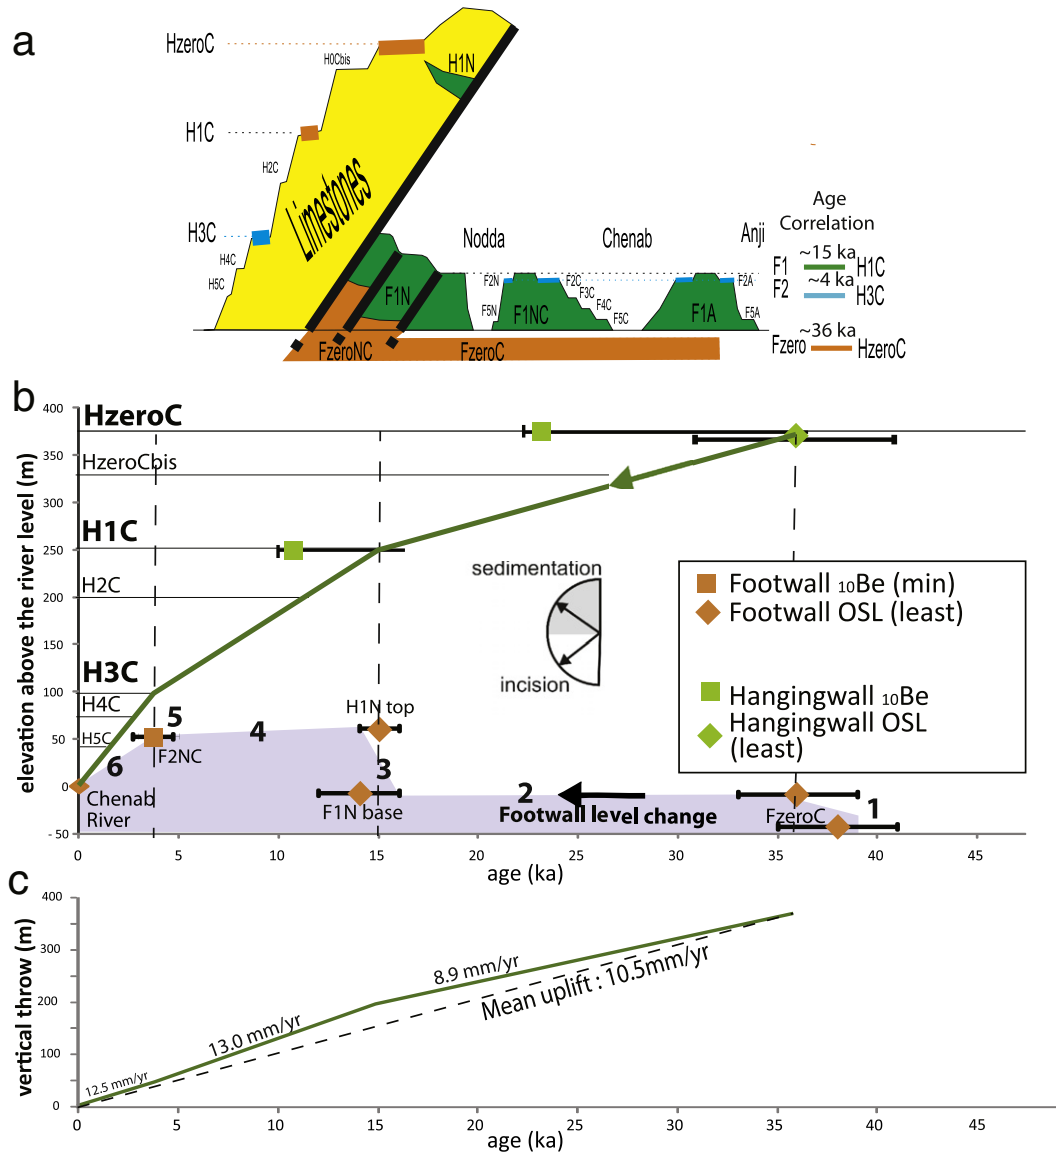 a
HzeroC
H0Cbis
H1N
H1C
H2C
Limestones
H3C
H4C
H5C
Nodda
Chenab
Anji
F1N
F2N
F5N
F1NC
F2C
F3C
F4C
F5C
F1A
F2A
F5A
FzeroNC
FzeroC
Age
Correlation
F1 ~15 ka H1C
F2 ~4 ka H3C
Fzero ~36 ka HzeroC
b
elevation above the river level (m)
400
350
300
250
200
150
100
50
0
- 50
HzeroC
HzeroCbis
H1C
H2C
H3C
H4C
H5C
sedimentation
incision
Footwall 10Be (min)
Footwall OSL (least)
Hangingwall 10Be
Hangingwall OSL
(least)
H1N top
5
4
F2NC
6
3
Chenab
River
F1N base
2
Footwall level change
FzeroC
1
0 5 10 15 20 25 30 35 40 45
age (ka)
c
vertical throw (m)
400
300
200
100
0
12.5 mm/yr
13.0 mm/yr
8.9 mm/yr
Mean uplift : 10.5mm/yr
0 5 10 15 20 25 30 35 40 45
age (ka)